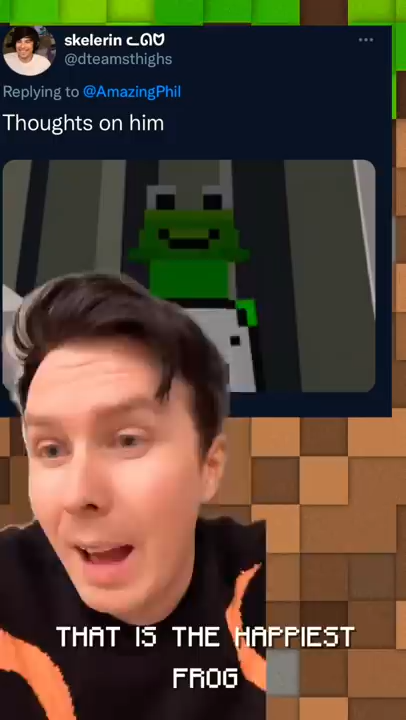 skelerin ᓚᘏᗢ
@dteamsthighs
Replying to @AmazingPhil
Thoughts on him
THAT IS THE HAPPIEST
FROG